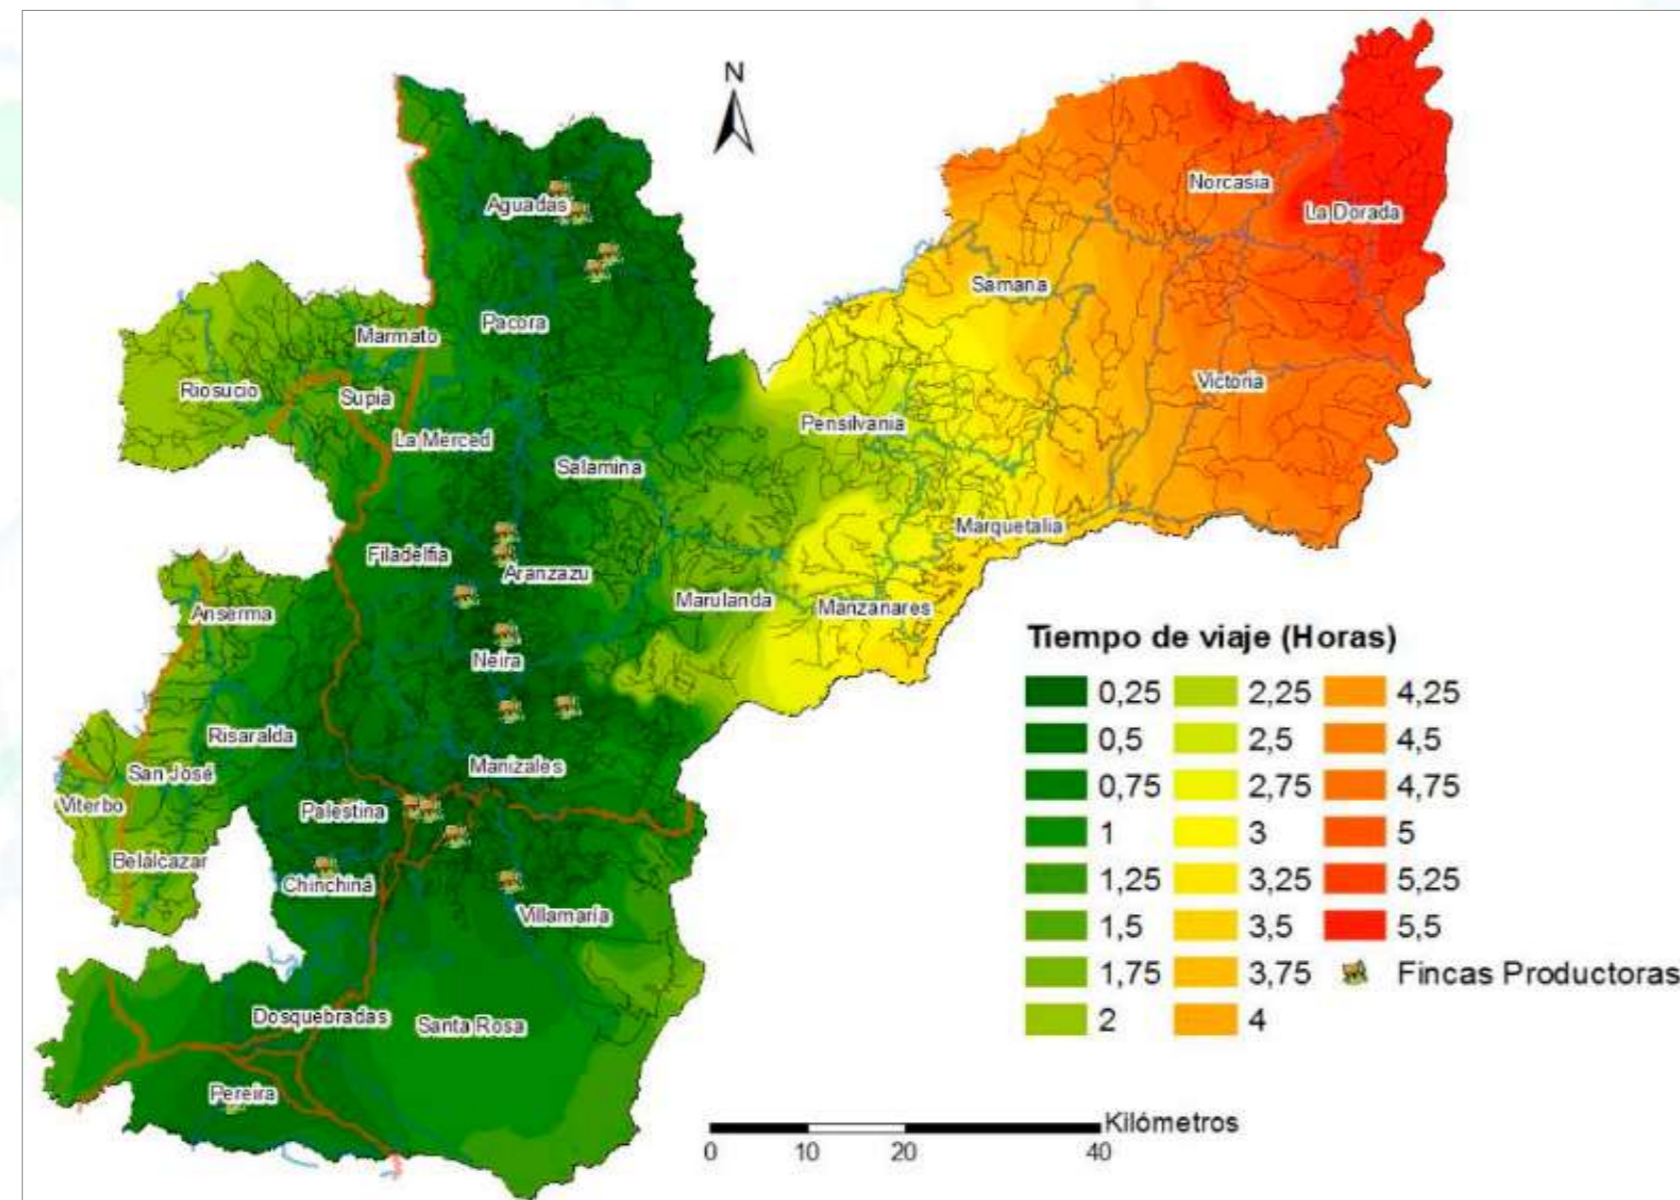 N
Aguadas
Norcasia
La Dorada
Samana
Pacora
Marmato
Riosucio
Supia
Victoria
La Merced
Pensilvania
Salamina
Marquetalia
Filadelfia
Aranzazu
Marulanda
Manzanares
Anserma
Neira
Risaralda
Manizales
San José
Viterbo
Palestina
Belalcazar
Chinchiná
Villamaría
Dosquebradas
Santa Rosa
Pereira
Tiempo de viaje (Horas)
0,25 2,25 4,25
0,5 2,5 4,5
0,75 2,75 4,75
1 3 5
1,25 3,25 5,25
1,5 3,5 5,5
1,75 3,75 Fincas Productoras
2 4
Kilómetros
0 10 20 40